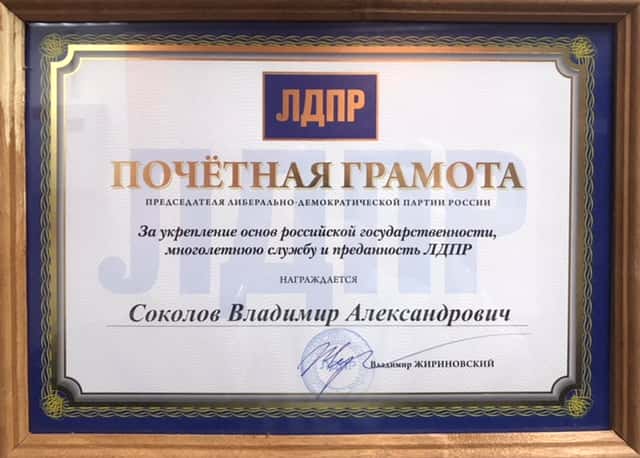 ЛДПР
ПОЧЁТНАЯ ГРАМОТА
ПРЕДСЕДАТЕЛЯ ЛИБЕРАЛЬНО-ДЕМОКРАТИЧЕСКОЙ ПАРТИИ РОССИИ
За укрепление основ российской государственности,
многолетнюю службу и преданность ЛДПР
НАГРАЖДАЕТСЯ
Соколов Владимир Александрович
Владимир ЖИРИНОВСКИЙ
ЛДПР